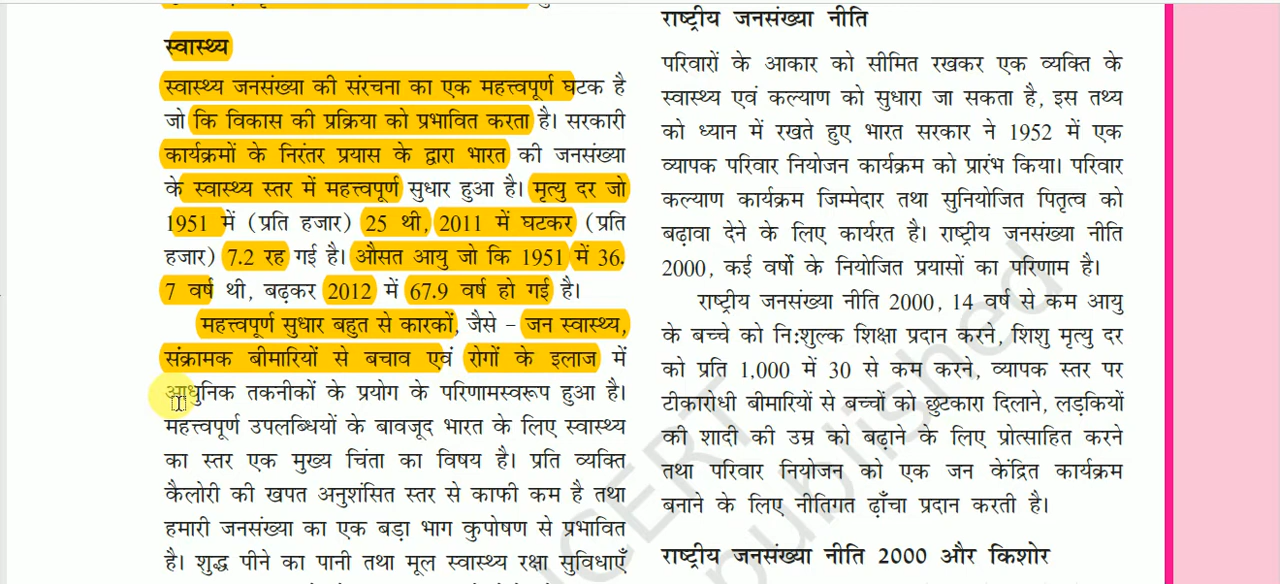 स्वास्थ्य
स्वास्थ्य जनसंख्या की संरचना का एक महत्त्वपूर्ण घटक है
जो कि विकास की प्रक्रिया को प्रभावित करता है। सरकारी
कार्यक्रमों के निरंतर प्रयास के द्वारा भारत की जनसंख्या
के स्वास्थ्य स्तर में महत्त्वपूर्ण सुधार हुआ है। मृत्यु दर जो
1951 में (प्रति हजार) 25 थी, 2011 में घटकर (प्रति
हजार) 7.2 रह गई है। औसत आयु जो कि 1951 में 36.
7 वर्ष थी, बढ़कर 2012 में 67.9 वर्ष हो गई है।
महत्त्वपूर्ण सुधार बहुत से कारकों, जैसे – जन स्वास्थ्य,
संक्रामक बीमारियों से बचाव एवं रोगों के इलाज में
आधुनिक तकनीकों के प्रयोग के परिणामस्वरूप हुआ है।
महत्त्वपूर्ण उपलब्धियों के बावजूद भारत के लिए स्वास्थ्य
का स्तर एक मुख्य चिंता का विषय है। प्रति व्यक्ति
कैलोरी की खपत अनुशंसित स्तर से काफी कम है तथा
हमारी जनसंख्या का एक बड़ा भाग कुपोषण से प्रभावित
है। शुद्ध पीने का पानी तथा मूल स्वास्थ्य रक्षा सुविधाएँ
राष्ट्रीय जनसंख्या नीति
परिवारों के आकार को सीमित रखकर एक व्यक्ति के
स्वास्थ्य एवं कल्याण को सुधारा जा सकता है, इस तथ्य
को ध्यान में रखते हुए भारत सरकार ने 1952 में एक
व्यापक परिवार नियोजन कार्यक्रम को प्रारंभ किया। परिवार
कल्याण कार्यक्रम जिम्मेदार तथा सुनियोजित पितृत्व को
बढ़ावा देने के लिए कार्यरत है। राष्ट्रीय जनसंख्या नीति
2000, कई वर्षों के नियोजित प्रयासों का परिणाम है।
राष्ट्रीय जनसंख्या नीति 2000, 14 वर्ष से कम आयु
के बच्चे को नि:शुल्क शिक्षा प्रदान करने, शिशु मृत्यु दर
को प्रति 1,000 में 30 से कम करने, व्यापक स्तर पर
टीकारोधी बीमारियों से बच्चों को छुटकारा दिलाने, लड़कियों
की शादी की उम्र को बढ़ाने के लिए प्रोत्साहित करने
तथा परिवार नियोजन को एक जन केंद्रित कार्यक्रम
बनाने के लिए नीतिगत ढ़ाँचा प्रदान करती है।
राष्ट्रीय जनसंख्या नीति 2000 और किशोर
NCERT
published